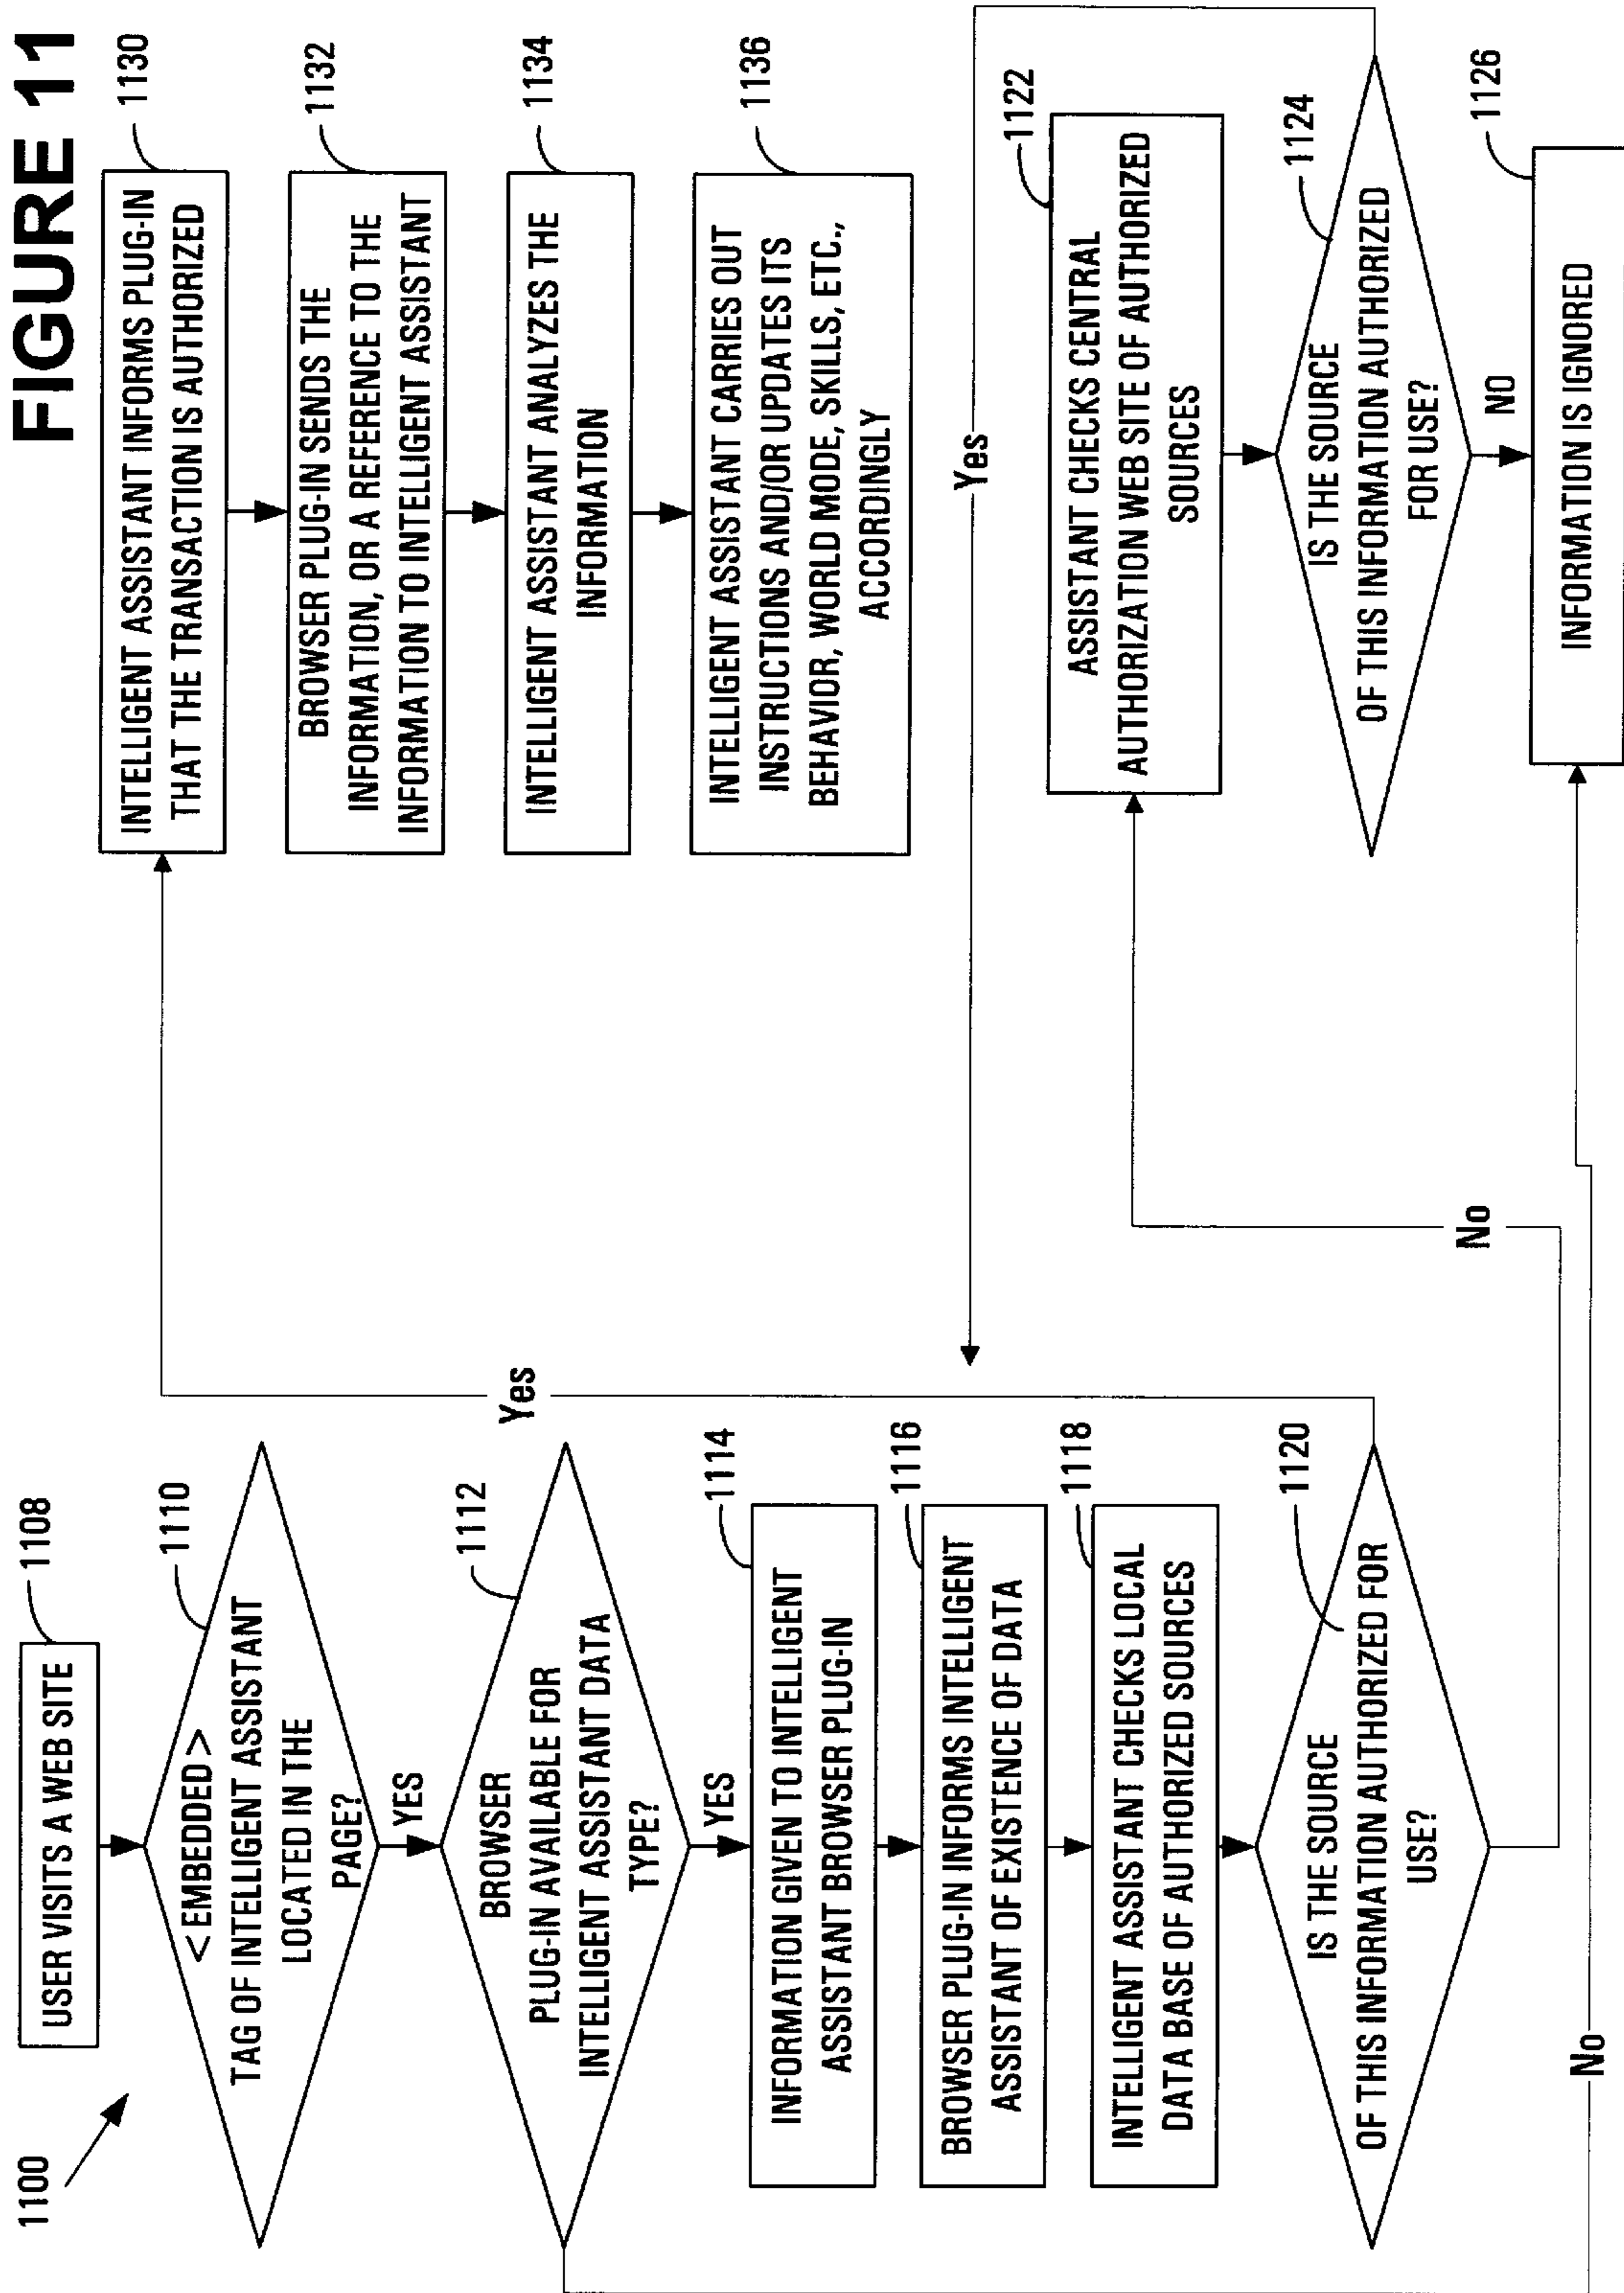 FIGURE 11
1100
USER VISITS A WEB SITE
1108
< EMBEDDED >
TAG OF INTELLIGENT ASSISTANT
LOCATED IN THE
PAGE?
1110
YES
BROWSER
PLUG-IN AVAILABLE FOR
INTELLIGENT ASSISTANT DATA
TYPE?
1112
YES
INFORMATION GIVEN TO INTELLIGENT
ASSISTANT BROWSER PLUG-IN
1114
BROWSER PLUG-IN INFORMS INTELLIGENT
ASSISTANT OF EXISTENCE OF DATA
1116
INTELLIGENT ASSISTANT CHECKS LOCAL
DATA BASE OF AUTHORIZED SOURCES
1118
IS THE SOURCE
OF THIS INFORMATION AUTHORIZED FOR
USE?
1120
Yes
No
No
INTELLIGENT ASSISTANT INFORMS PLUG-IN
THAT THE TRANSACTION IS AUTHORIZED
1130
BROWSER PLUG-IN SENDS THE
INFORMATION, OR A REFERENCE TO THE
INFORMATION TO INTELLIGENT ASSISTANT
1132
INTELLIGENT ASSISTANT ANALYZES THE
INFORMATION
1134
INTELLIGENT ASSISTANT CARRIES OUT
INSTRUCTIONS AND/OR UPDATES ITS
BEHAVIOR, WORLD MODE, SKILLS, ETC.,
ACCORDINGLY
1136
Yes
ASSISTANT CHECKS CENTRAL
AUTHORIZATION WEB SITE OF AUTHORIZED
SOURCES
1122
IS THE SOURCE
OF THIS INFORMATION AUTHORIZED
FOR USE?
1124
NO
INFORMATION IS IGNORED
1126